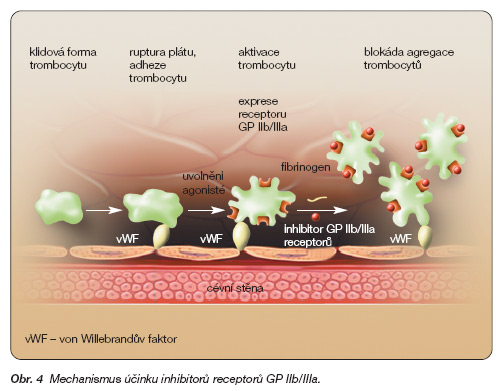 klidová forma
trombocytu
ruptura plátu,
adheze
trombocytu
aktivace
trombocytu
exprese
receptoru
GP IIb/IIIa
blokáda agregace
trombocytů
uvolnění
agonistě
fibrinogen
vWF
vWF
Inhibitor GP IIb/IIIa
receptorů
vWF
cévní stěna
vWF – von Willebrandův faktor
Obr. 4 Mechanismus účinku inhibitorů receptorů GP IIb/IIIa.